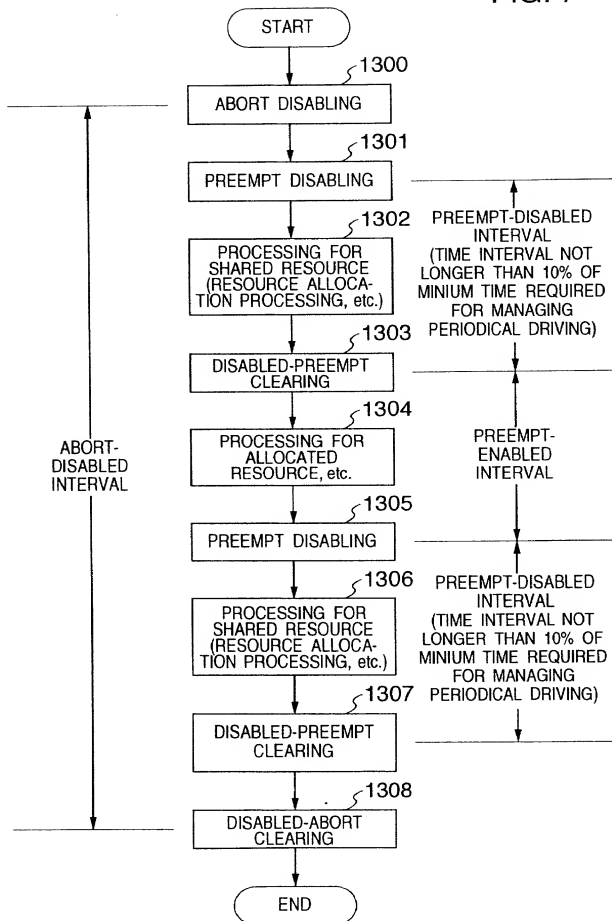 START
1300
ABORT DISABLING
1301
PREEMPT DISABLING
1302
PROCESSING FOR
SHARED RESOURCE
(RESOURCE ALLOCA-
TION PROCESSING, etc.)
1303
DISABLED-PREEMPT
CLEARING
1304
PROCESSING FOR
ALLOCATED
RESOURCE, etc.
1305
PREEMPT DISABLING
1306
PROCESSING FOR
SHARED RESOURCE
(RESOURCE ALLOCA-
TION PROCESSING, etc.)
1307
DISABLED-PREEMPT
CLEARING
1308
DISABLED-ABORT
CLEARING
END
ABORT-
DISABLED
INTERVAL
PREEMPT-DISABLED
INTERVAL
(TIME INTERVAL NOT
LONGER THAN 10% OF
MINIUM TIME REQUIRED
FOR MANAGING
PERIODICAL DRIVING)
PREEMPT-
ENABLED
INTERVAL
PREEMPT-DISABLED
INTERVAL
(TIME INTERVAL NOT
LONGER THAN 10% OF
MINIUM TIME REQUIRED
FOR MANAGING
PERIODICAL DRIVING)